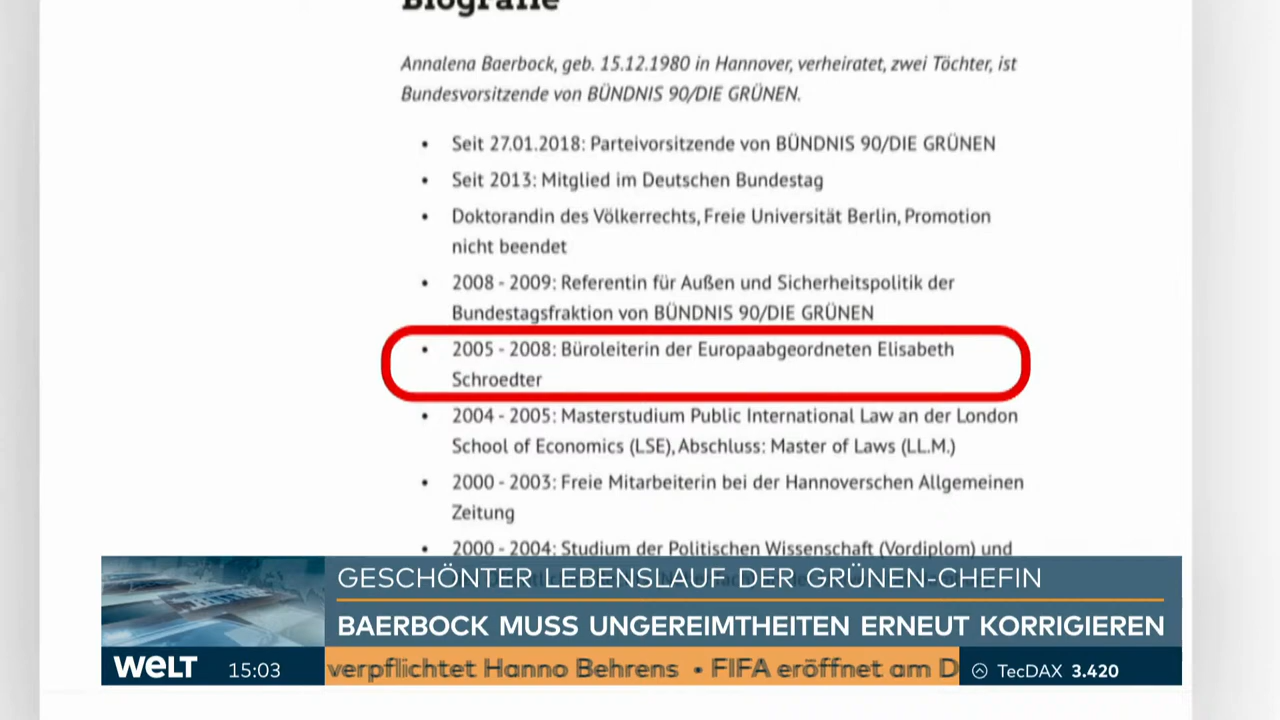 Biografie
Annalena Baerbock, geb. 15.12.1980 in Hannover, verheiratet, zwei Töchter, ist
Bundesvorsitzende von BÜNDNIS 90/DIE GRÜNEN.
• Seit 27.01.2018: Parteivorsitzende von BÜNDNIS 90/DIE GRÜNEN
• Seit 2013: Mitglied im Deutschen Bundestag
• Doktorandin des Völkerrechts, Freie Universität Berlin, Promotion
nicht beendet
• 2008 - 2009: Referentin für Außen und Sicherheitspolitik der
Bundestagsfraktion von BÜNDNIS 90/DIE GRÜNEN
• 2005 - 2008: Büroleiterin der Europaabgeordneten Elisabeth
Schroedter
• 2004 - 2005: Masterstudium Public International Law an der London
School of Economics (LSE), Abschluss: Master of Laws (LL.M.)
• 2000 - 2003: Freie Mitarbeiterin bei der Hannoverschen Allgemeinen
Zeitung
• 2000 - 2004: Studium der Politischen Wissenschaft (Vordiplom) und
GESCHÖNTER LEBENSLAUF DER GRÜNEN-CHEFIN
BAERBOCK MUSS UNGEREIMTHEITEN ERNEUT KORRIGIEREN
WELT 15:03 verpflichtet Hanno Behrens • FIFA eröffnet am D TecDAX 3.420